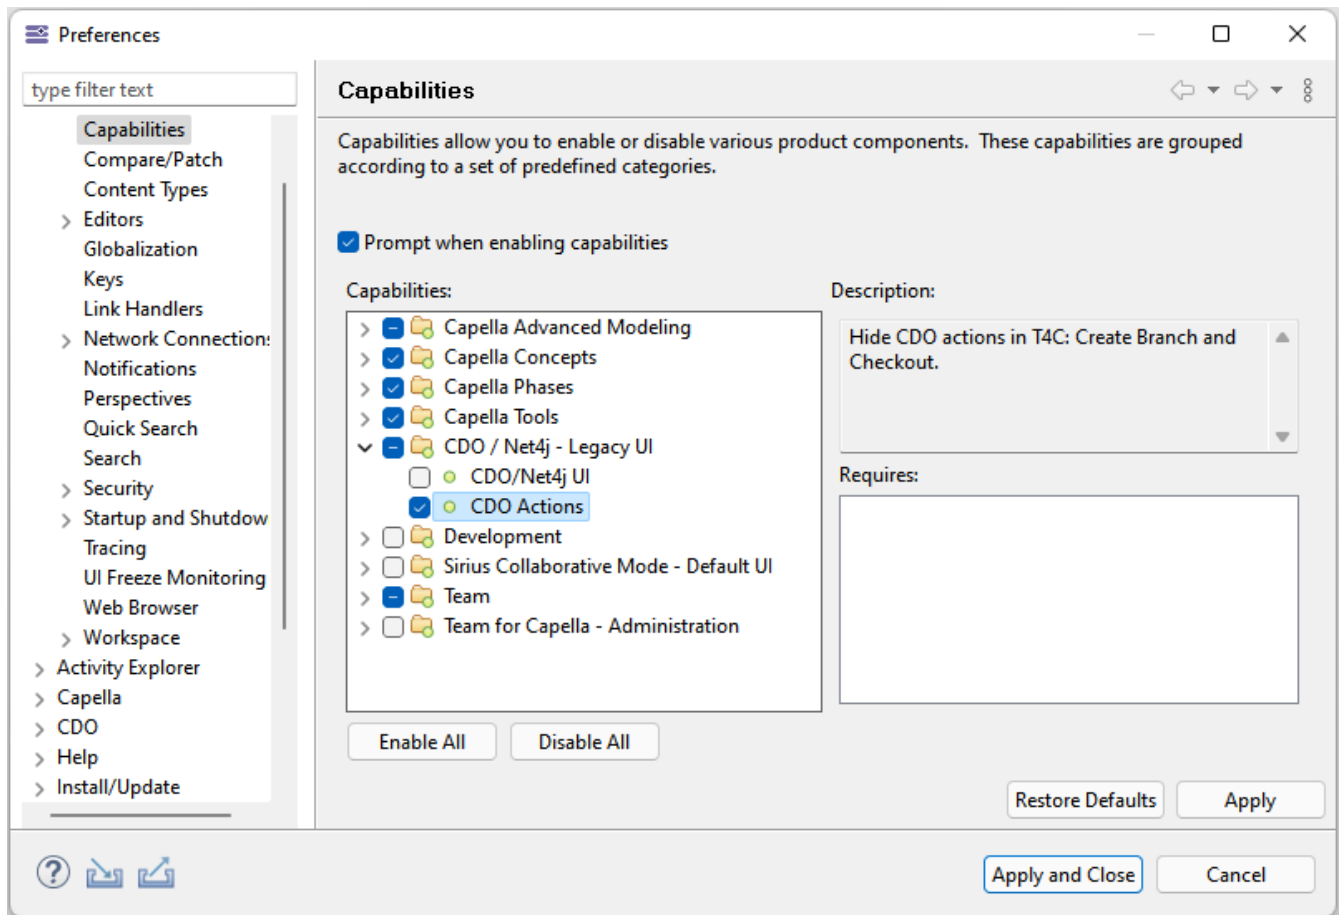 Preferences
type filter text
Capabilities
Compare/Patch
Content Types
Editors
Globalization
Keys
Link Handlers
Network Connections
Notifications
Perspectives
Quick Search
Search
Security
Startup and Shutdow
Tracing
UI Freeze Monitoring
Web Browser
Workspace
Activity Explorer
Capella
CDO
Help
Install/Update
Capabilities
Capabilities allow you to enable or disable various product components.  These capabilities are grouped
according to a set of predefined categories.
Prompt when enabling capabilities
Capabilities:
Capella Advanced Modeling
Capella Concepts
Capella Phases
Capella Tools
CDO / Net4j - Legacy UI
CDO/Net4j UI
CDO Actions
Development
Sirius Collaborative Mode - Default UI
Team
Team for Capella - Administration
Description:
Hide CDO actions in T4C: Create Branch and
Checkout.
Requires:
Enable All
Disable All
Restore Defaults
Apply
?
Apply and Close
Cancel